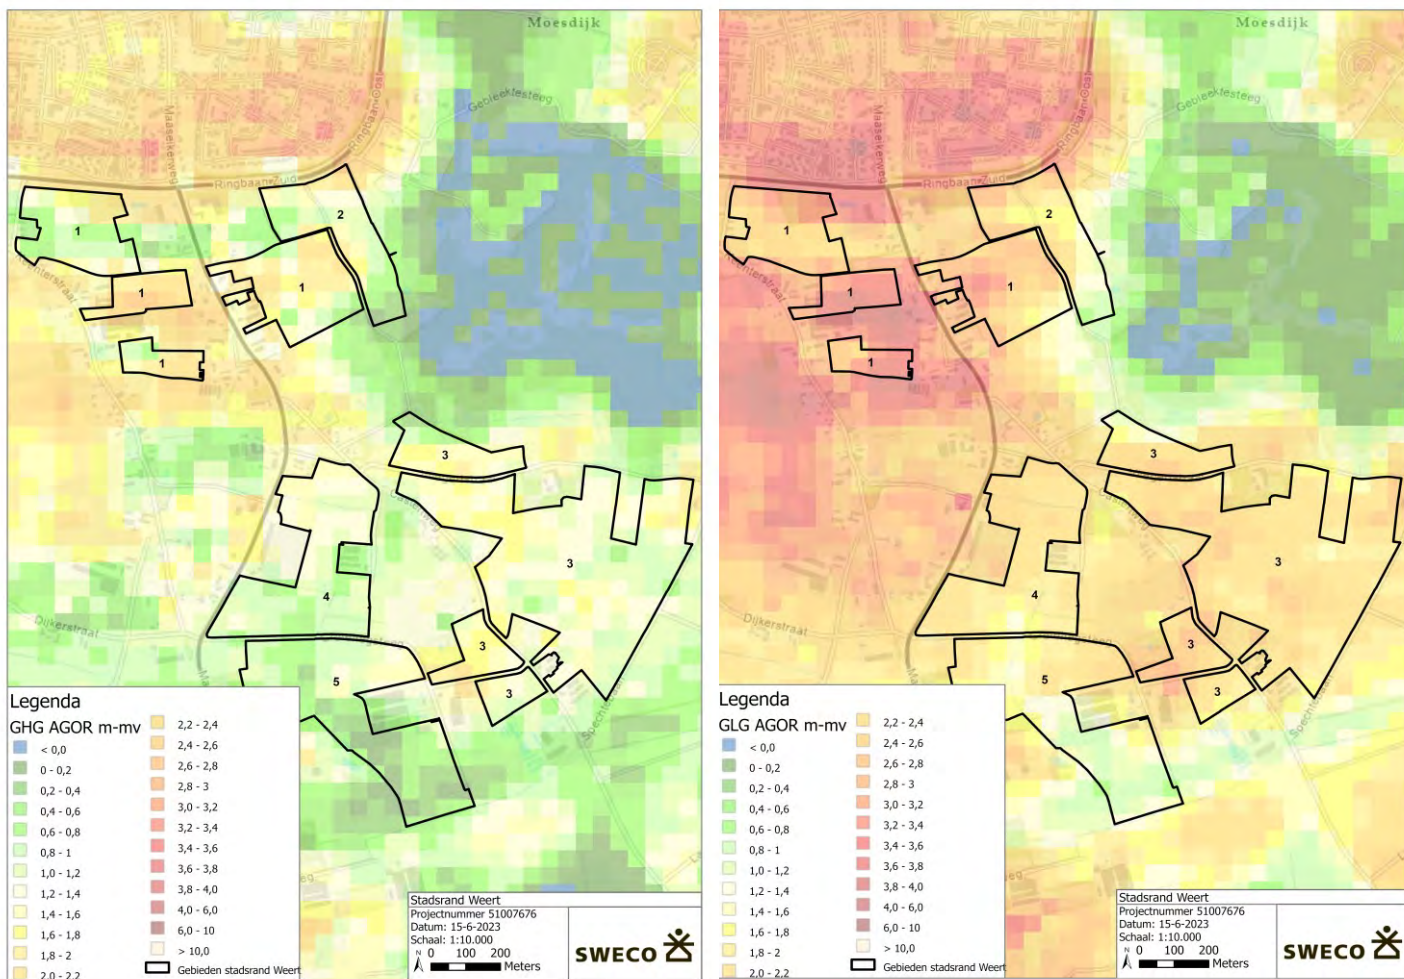 Moesdijk
Gebleektesteeg
Ringbaan Oost
Maaseikerweg
Ringbaan Zuid
2
1
1
1
1
3
3
4
3
3
5
Dijkerstraat
Legenda
GHG AGOR m-mv
< 0,0
0 - 0,2
0,2 - 0,4
0,4 - 0,6
0,6 - 0,8
0,8 - 1
1,0 - 1,2
1,2 - 1,4
1,4 - 1,6
1,6 - 1,8
1,8 - 2
2,0 - 2,2
2,2 - 2,4
2,4 - 2,6
2,6 - 2,8
2,8 - 3
3,0 - 3,2
3,2 - 3,4
3,4 - 3,6
3,6 - 3,8
3,8 - 4,0
4,0 - 6,0
6,0 - 10
> 10,0
Gebieden stadsrand Weert
Stadsrand Weert
Projectnummer 51007676
Datum: 15-6-2023
Schaal: 1:10.000
N
0 100 200
Meters
SWECO
Moesdijk
Gebleektesteeg
Ringbaan Oost
Maaseikerweg
Ringbaan Zuid
2
1
1
1
1
3
3
4
3
3
5
Dijkerstraat
Legenda
GLG AGOR m-mv
< 0,0
0 - 0,2
0,2 - 0,4
0,4 - 0,6
0,6 - 0,8
0,8 - 1
1,0 - 1,2
1,2 - 1,4
1,4 - 1,6
1,6 - 1,8
1,8 - 2
2,0 - 2,2
2,2 - 2,4
2,4 - 2,6
2,6 - 2,8
2,8 - 3
3,0 - 3,2
3,2 - 3,4
3,4 - 3,6
3,6 - 3,8
3,8 - 4,0
4,0 - 6,0
6,0 - 10
> 10,0
Gebieden stadsrand Weert
Stadsrand Weert
Projectnummer 51007676
Datum: 15-6-2023
Schaal: 1:10.000
N
0 100 200
Meters
SWECO